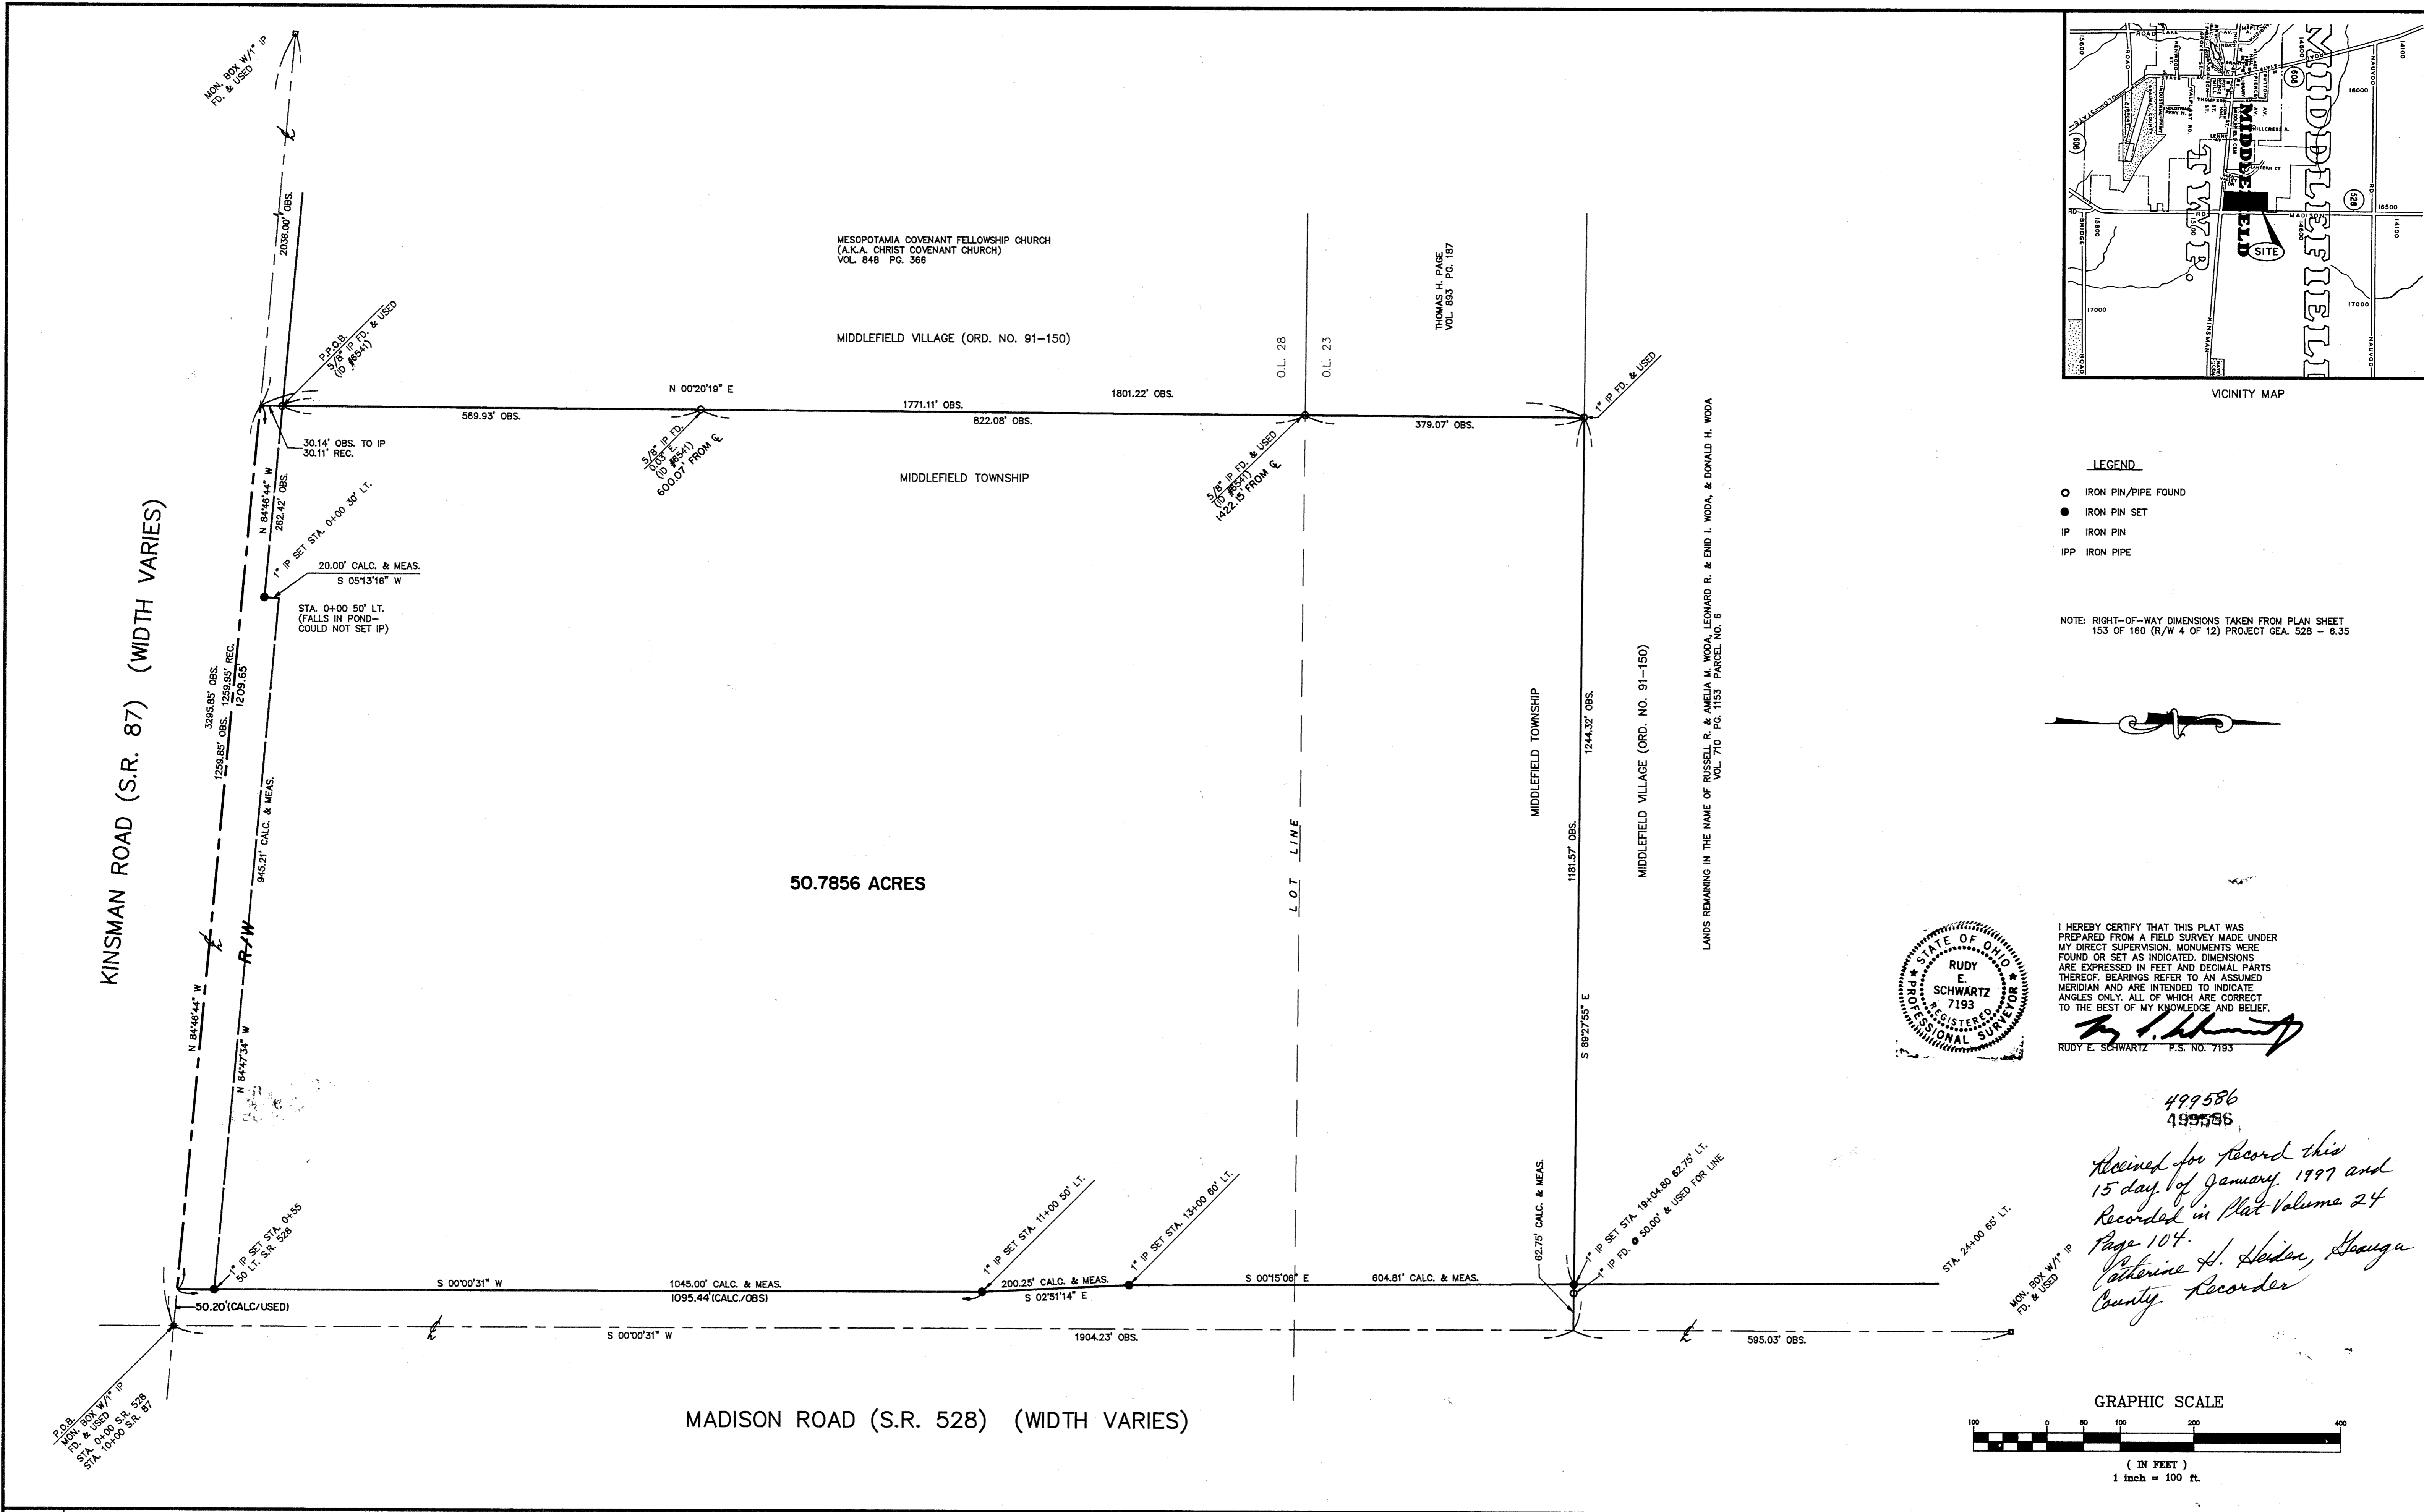 MON. BOX W/1" IP
FD. & USED
2036.00' OBS.
P.P.O.B.
5/8" IP FD. & USED
(ID #6541)
MESOPOTAMIA COVENANT FELLOWSHIP CHURCH
(A.K.A. CHRIST COVENANT CHURCH)
VOL. 848 PG. 366
MIDDLEFIELD VILLAGE (ORD. NO. 91-150)
THOMAS H. PAGE
VOL. 893 PG. 187
O.L. 28
O.L. 23
1" IP FD. & USED
N 00°20'19" E
1771.11' OBS.
1801.22' OBS.
569.93' OBS.
822.08' OBS.
379.07' OBS.
30.14' OBS. TO IP
30.11' REC.
5/8" IP FD.
0.03' E.
(ID #6541)
600.07' FROM ℄
5/8" IP FD. & USED
(ID #6541)
1422.15' FROM ℄
MIDDLEFIELD TOWNSHIP
N 84°46'44" W
262.42' OBS.
1" IP SET STA. 0+00 30' LT.
20.00' CALC. & MEAS.
S 05°13'16" W
STA. 0+00 50' LT.
(FALLS IN POND-
COULD NOT SET IP)
KINSMAN ROAD (S.R. 87) (WIDTH VARIES)
3295.85' OBS.
1259.85' OBS. 1259.95' REC.
1209.65'
945.21' CALC. & MEAS.
R/W
N 84°46'44" W
N 84°47'34" W
50.7856 ACRES
LOT LINE
MIDDLEFIELD TOWNSHIP
1244.32' OBS.
1181.57' OBS.
S 89°27'55" E
MIDDLEFIELD VILLAGE (ORD. NO. 91-150)
LANDS REMAINING IN THE NAME OF RUSSELL R. & AMELIA M. WODA, LEONARD R. & ENID I. WODA, & DONALD H. WODA
VOL. 710 PG. 1153 PARCEL NO. 6
1" IP SET STA. 0+55
50 LT. S.R. 528
50.20'(CALC/USED)
P.O.B.
MON. BOX W/1" IP
FD. & USED
STA. 0+00 S.R. 528
STA. 10+00 S.R. 87
S 00°00'31" W
1045.00' CALC. & MEAS.
1095.44'(CALC./OBS)
1" IP SET STA. 11+00 50' LT.
200.25' CALC. & MEAS.
S 02°51'14" E
1" IP SET STA. 13+00 60' LT.
S 00°15'06" E
604.81' CALC. & MEAS.
62.75' CALC. & MEAS.
1" IP SET STA. 19+04.80 62.75' LT.
1" IP FD. @ 50.00' & USED FOR LINE
STA. 24+00 65' LT.
MON. BOX W/1" IP
FD. & USED
S 00°00'31" W
1904.23' OBS.
595.03' OBS.
MADISON ROAD (S.R. 528) (WIDTH VARIES)
MIDDLEFIELD
TWP.
MIDDLEFIELD
SITE
608
608
528
15600
14600
14100
16000
16500
17000
17000
15100
KINSMAN
MADISON
NAUVOO
BRIDGE
ROAD
VICINITY MAP
LEGEND
IRON PIN/PIPE FOUND
IRON PIN SET
IP IRON PIN
IPP IRON PIPE
NOTE: RIGHT-OF-WAY DIMENSIONS TAKEN FROM PLAN SHEET
153 OF 160 (R/W 4 OF 12) PROJECT GEA. 528 - 6.35
STATE OF OHIO
RUDY
E.
SCHWARTZ
7193
REGISTERED
PROFESSIONAL SURVEYOR
I HEREBY CERTIFY THAT THIS PLAT WAS
PREPARED FROM A FIELD SURVEY MADE UNDER
MY DIRECT SUPERVISION. MONUMENTS WERE
FOUND OR SET AS INDICATED. DIMENSIONS
ARE EXPRESSED IN FEET AND DECIMAL PARTS
THEREOF. BEARINGS REFER TO AN ASSUMED
MERIDIAN AND ARE INTENDED TO INDICATE
ANGLES ONLY. ALL OF WHICH ARE CORRECT
TO THE BEST OF MY KNOWLEDGE AND BELIEF.
RUDY E. SCHWARTZ P.S. NO. 7193
499586
499586
Received for Record this
15 day of January 1997 and
Recorded in Plat Volume 24
Page 104.
Catherine H. Heiden, Geauga
County Recorder
GRAPHIC SCALE
100 0 50 100 200 400
( IN FEET )
1 inch = 100 ft.